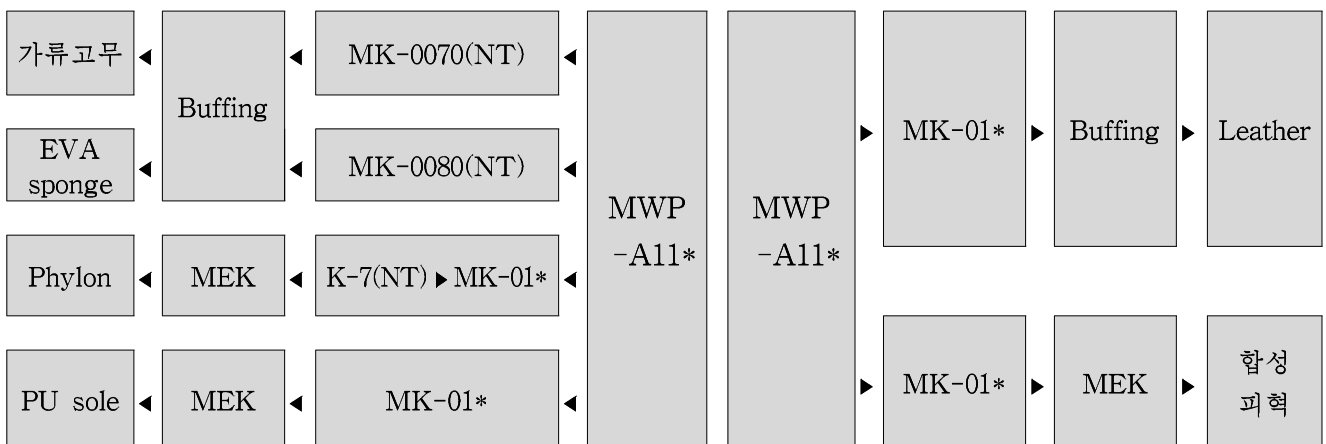 가류고무
Buffing
MK-0070(NT)
EVA
sponge
MK-0080(NT)
Phylon
MEK
K-7(NT) ▶ MK-01*
PU sole
MEK
MK-01*
MWP
-A11*
MWP
-A11*
MK-01*
Buffing
Leather
MK-01*
MEK
합성
피혁